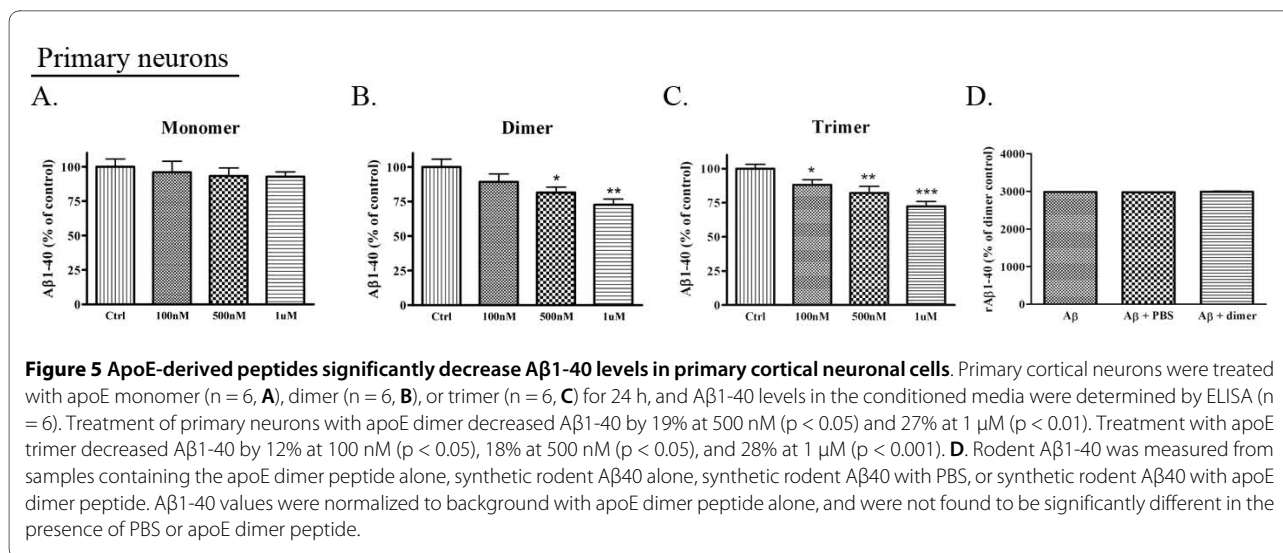 Primary neurons
A.
Monomer
Aβ1-40 (% of control)
100
75
50
25
0
Ctrl 100nM 500nM 1uM
B.
Dimer
Aβ1-40 (% of control)
100
75
50
25
0
*
**
Ctrl 100nM 500nM 1uM
C.
Trimer
Aβ1-40 (% of control)
100
75
50
25
0
*
**
***
Ctrl 100nM 500nM 1uM
D.
rAβ1-40 (% of dimer control)
4000
3000
2000
1000
0
Aβ Aβ + PBS Aβ + dimer
Figure 5 ApoE-derived peptides significantly decrease Aβ1-40 levels in primary cortical neuronal cells. Primary cortical neurons were treated
with apoE monomer (n = 6, A), dimer (n = 6, B), or trimer (n = 6, C) for 24 h, and Aβ1-40 levels in the conditioned media were determined by ELISA (n
= 6). Treatment of primary neurons with apoE dimer decreased Aβ1-40 by 19% at 500 nM (p < 0.05) and 27% at 1 μM (p < 0.01). Treatment with apoE
trimer decreased Aβ1-40 by 12% at 100 nM (p < 0.05), 18% at 500 nM (p < 0.05), and 28% at 1 μM (p < 0.001). D. Rodent Aβ1-40 was measured from
samples containing the apoE dimer peptide alone, synthetic rodent Aβ40 alone, synthetic rodent Aβ40 with PBS, or synthetic rodent Aβ40 with apoE
dimer peptide. Aβ1-40 values were normalized to background with apoE dimer peptide alone, and were not found to be significantly different in the
presence of PBS or apoE dimer peptide.